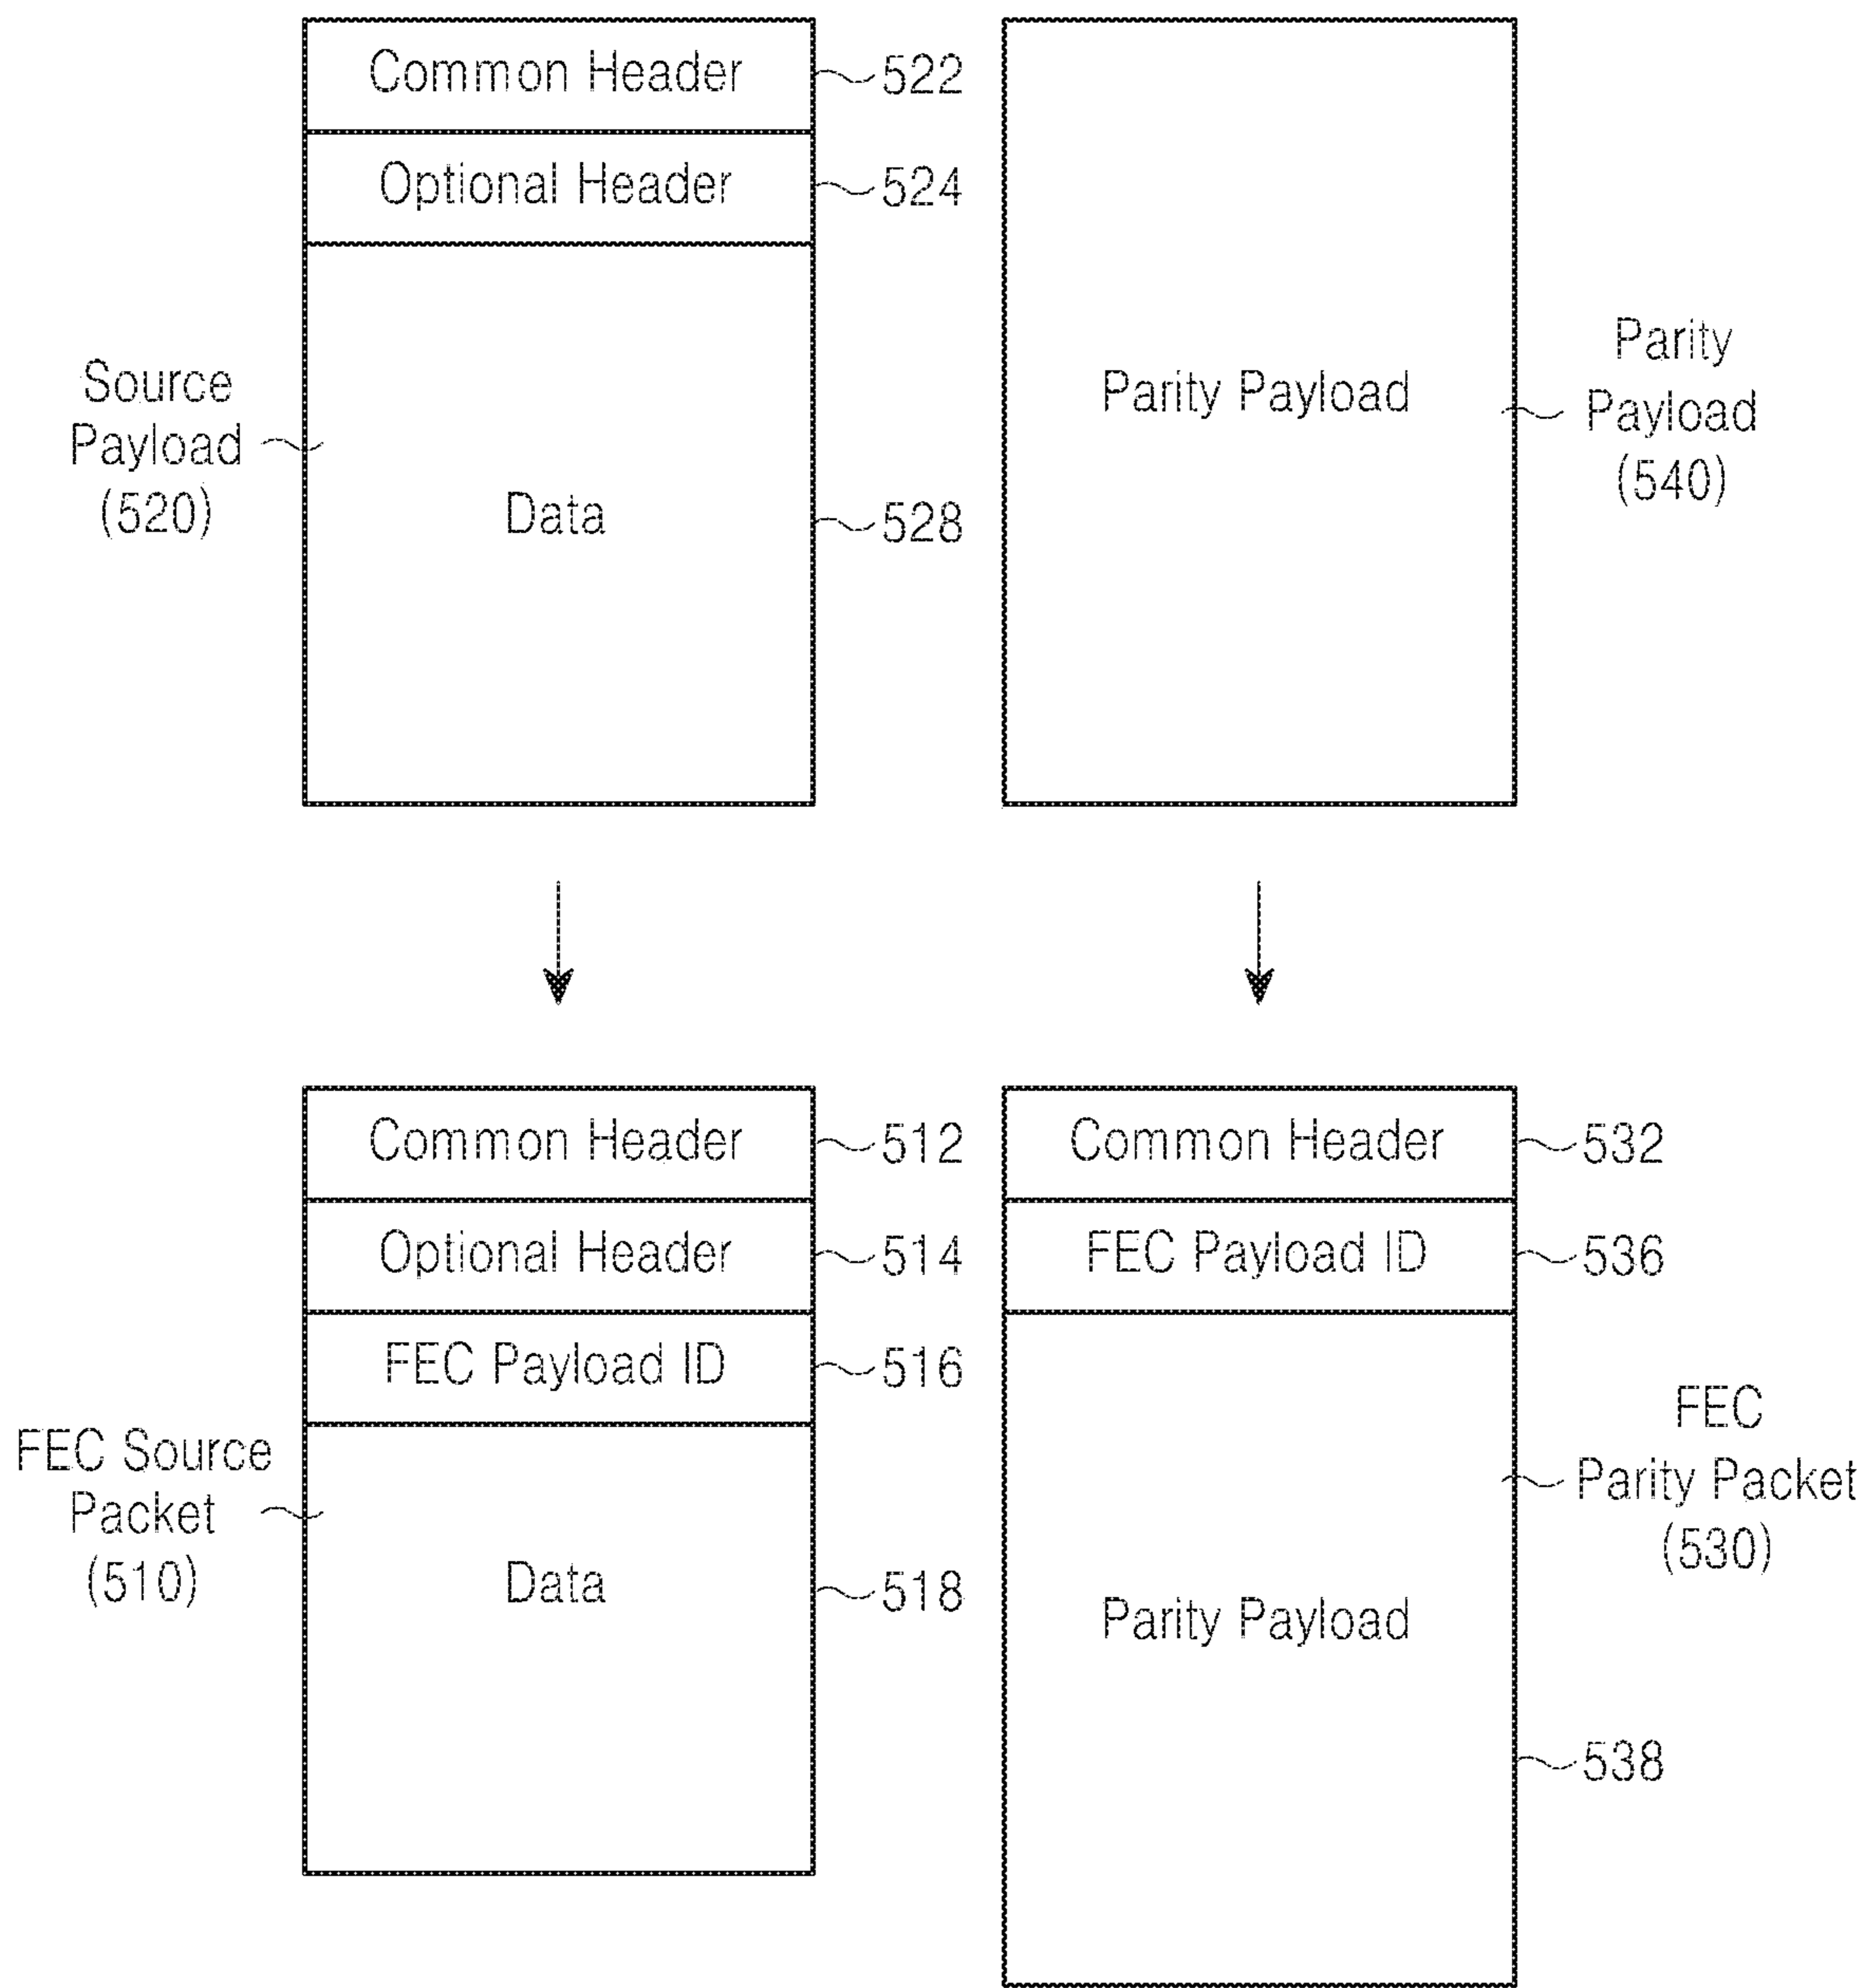 Common Header
522
Optional Header
524
Source
Payload
(520)
Data
528
Parity Payload
Parity
Payload
(540)
Common Header
512
Optional Header
514
FEC Payload ID
516
FEC Source
Packet
(510)
Data
518
Common Header
532
FEC Payload ID
536
FEC
Parity Packet
(530)
Parity Payload
538